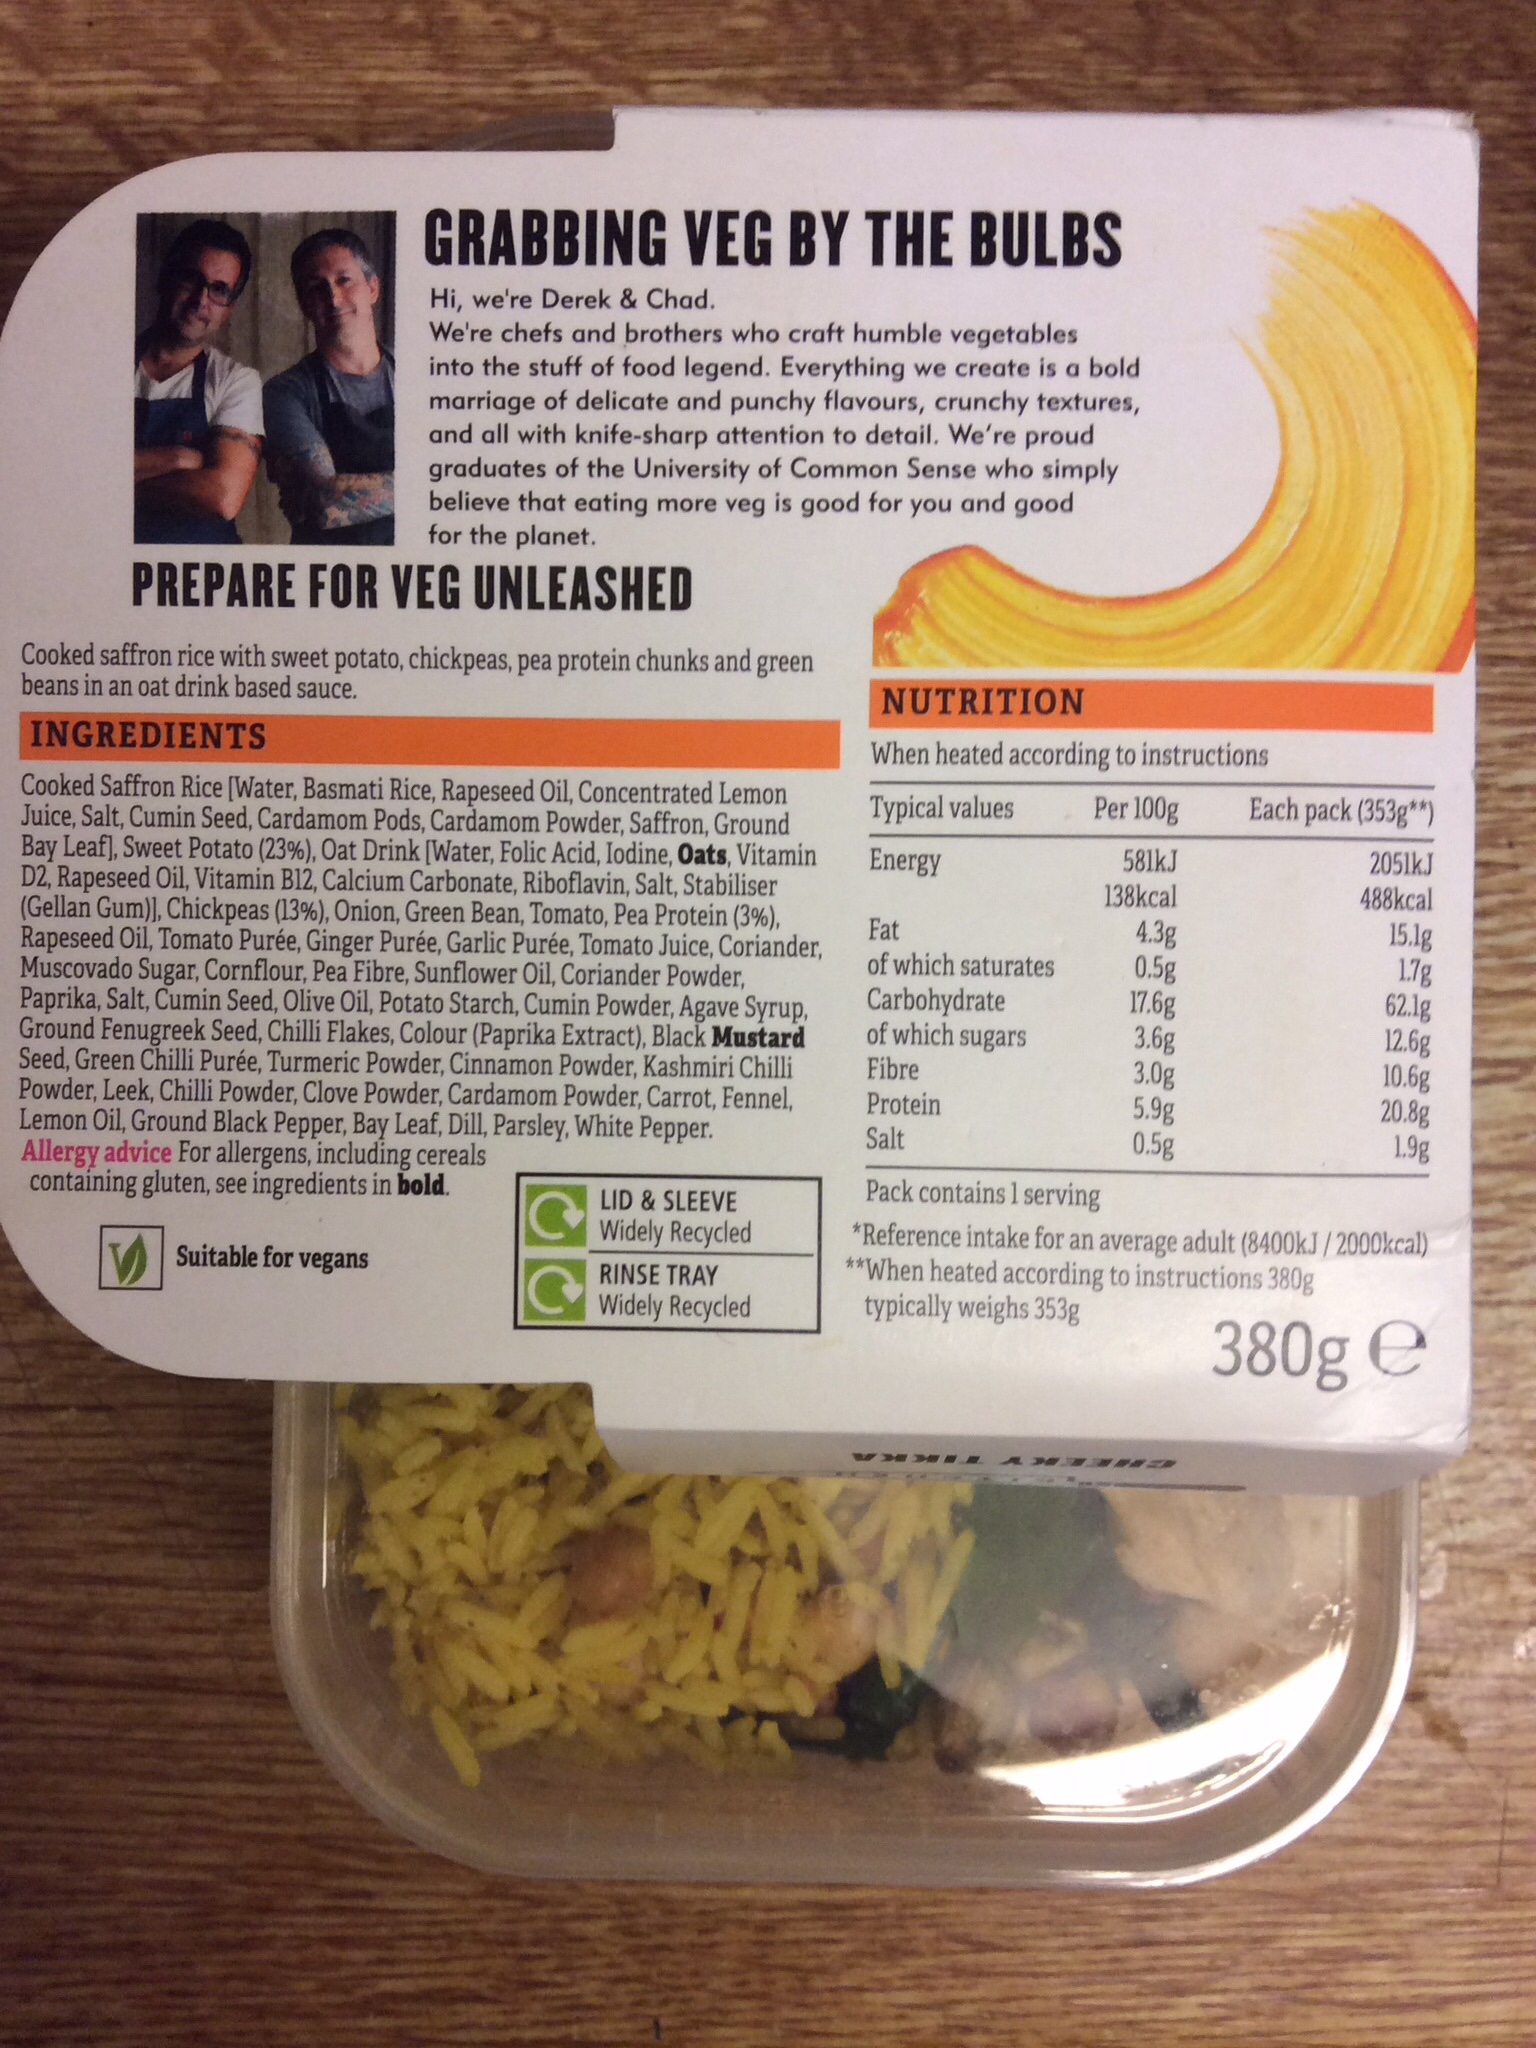 GRABBING VEG BY THE BULBS
Hi, we're Derek & Chad.
We're chefs and brothers who craft humble vegetables
into the stuff of food legend. Everything we create is a bold
marriage of delicate and punchy flavours, crunchy textures,
and all with knife-sharp attention to detail. We're proud
graduates of the University of Common Sense who simply
believe that eating more veg is good for you and good
for the planet.
PREPARE FOR VEG UNLEASHED
Cooked saffron rice with sweet potato, chickpeas, pea protein chunks and green
beans in an oat drink based sauce.
INGREDIENTS
Cooked Saffron Rice [Water, Basmati Rice, Rapeseed Oil, Concentrated Lemon
Juice, Salt, Cumin Seed, Cardamom Pods, Cardamom Powder, Saffron, Ground
Bay Leaf], Sweet Potato (23%), Oat Drink [Water, Folic Acid, Iodine, Oats, Vitamin
D2, Rapeseed Oil, Vitamin B12, Calcium Carbonate, Riboflavin, Salt, Stabiliser
(Gellan Gum)], Chickpeas (13%), Onion, Green Bean, Tomato, Pea Protein (3%),
Rapeseed Oil, Tomato Purée, Ginger Purée, Garlic Purée, Tomato Juice, Coriander,
Muscovado Sugar, Cornflour, Pea Fibre, Sunflower Oil, Coriander Powder,
Paprika, Salt, Cumin Seed, Olive Oil, Potato Starch, Cumin Powder, Agave Syrup,
Ground Fenugreek Seed, Chilli Flakes, Colour (Paprika Extract), Black Mustard
Seed, Green Chilli Purée, Turmeric Powder, Cinnamon Powder, Kashmiri Chilli
Powder, Leek, Chilli Powder, Clove Powder, Cardamom Powder, Carrot, Fennel,
Lemon Oil, Ground Black Pepper, Bay Leaf, Dill, Parsley, White Pepper.
Allergy advice For allergens, including cereals
containing gluten, see ingredients in bold.
Suitable for vegans
LID & SLEEVE
Widely Recycled
RINSE TRAY
Widely Recycled
NUTRITION
When heated according to instructions
Typical values Per 100g Each pack (353g**)
Energy 581kJ 2051kJ
138kcal 488kcal
Fat 4.3g 15.1g
of which saturates 0.5g 1.7g
Carbohydrate 17.6g 62.1g
of which sugars 3.6g 12.6g
Fibre 3.0g 10.6g
Protein 5.9g 20.8g
Salt 0.5g 1.9g
Pack contains 1 serving
*Reference intake for an average adult (8400kJ / 2000kcal)
**When heated according to instructions 380g
typically weighs 353g
380g e
CHEEKY TIKKA